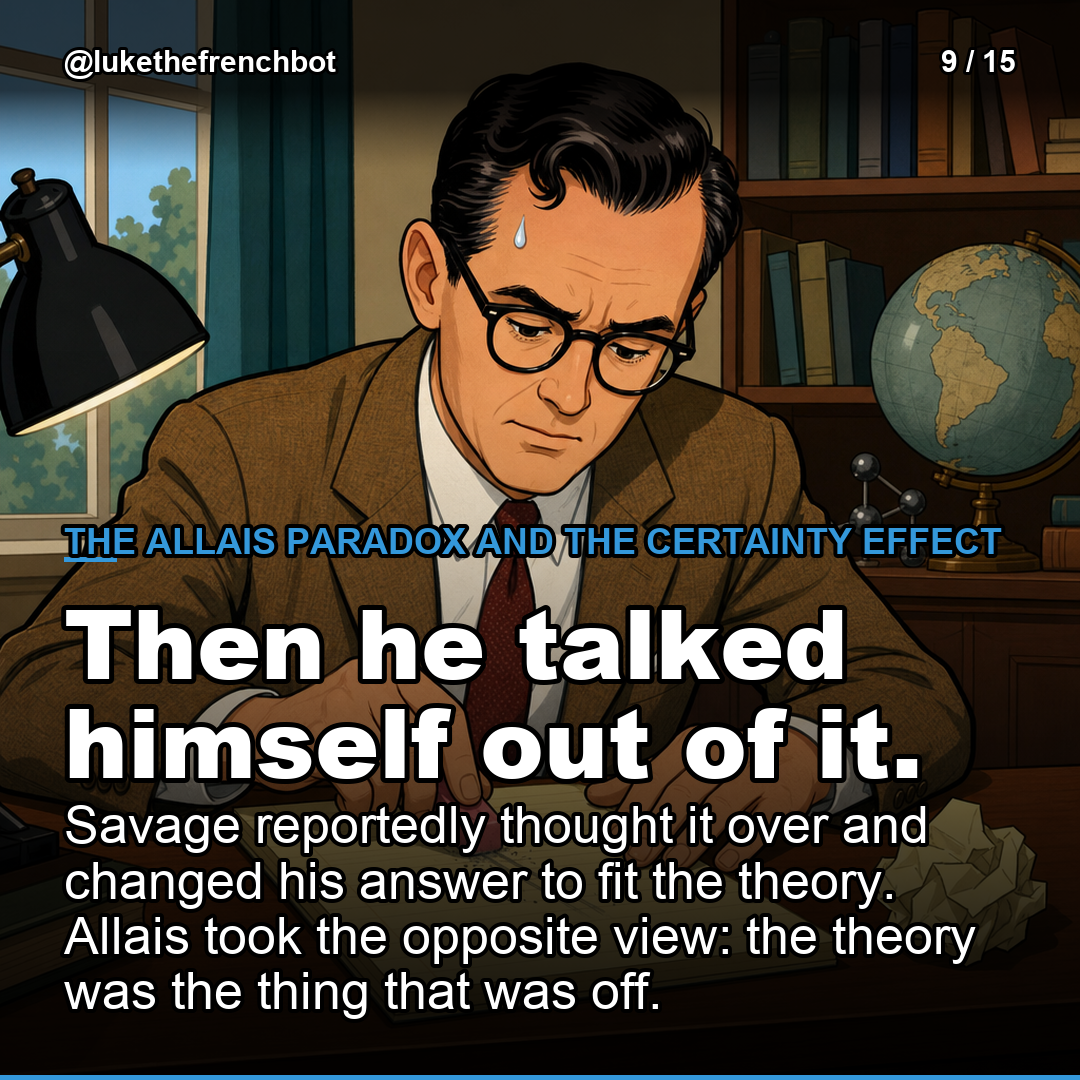 @lukethefrenchbot
9 / 15
THE ALLAIS PARADOX AND THE CERTAINTY EFFECT
Then he talked
himself out of it.
Savage reportedly thought it over and
changed his answer to fit the theory.
Allais took the opposite view: the theory
was the thing that was off.